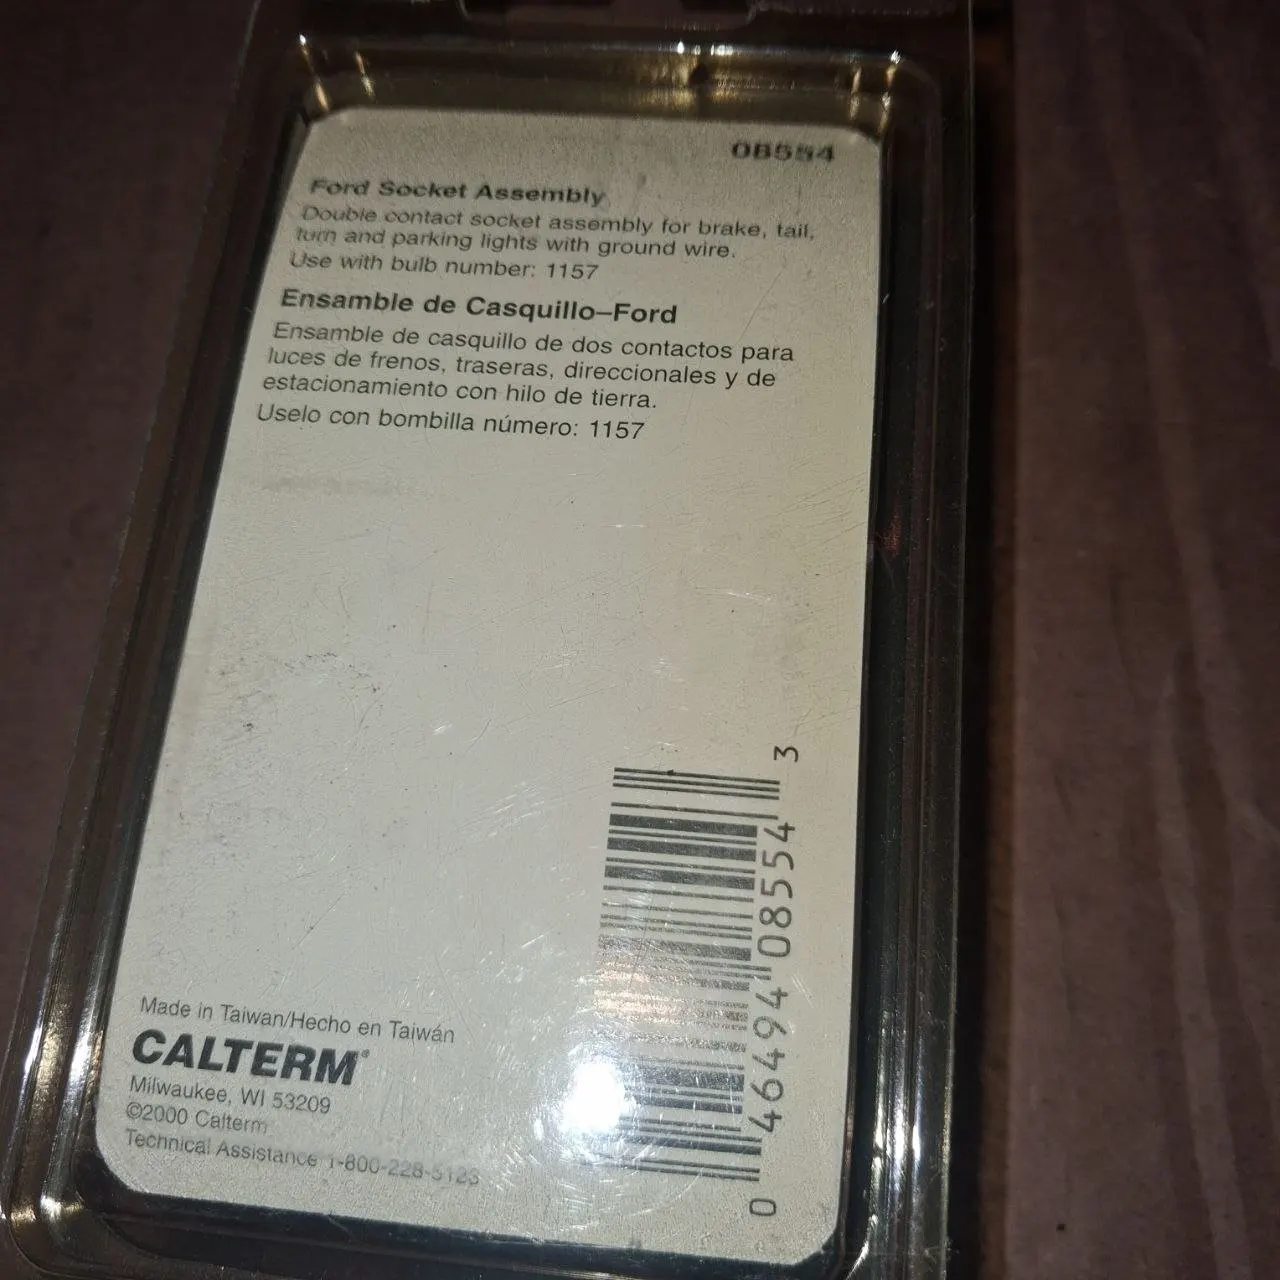 08554
Ford Socket Assembly
Double contact socket assembly for brake, tail,
turn and parking lights with ground wire.
Use with bulb number: 1157
Ensamble de Casquillo–Ford
Ensamble de casquillo de dos contactos para
luces de frenos, traseras, direccionales y de
estacionamiento con hilo de tierra.
Uselo con bombilla número: 1157
Made in Taiwan/Hecho en Taiwán
CALTERM®
Milwaukee, WI 53209
©2000 Calterm
Technical Assistance 1-800-228-5123
0 46494 08554 3